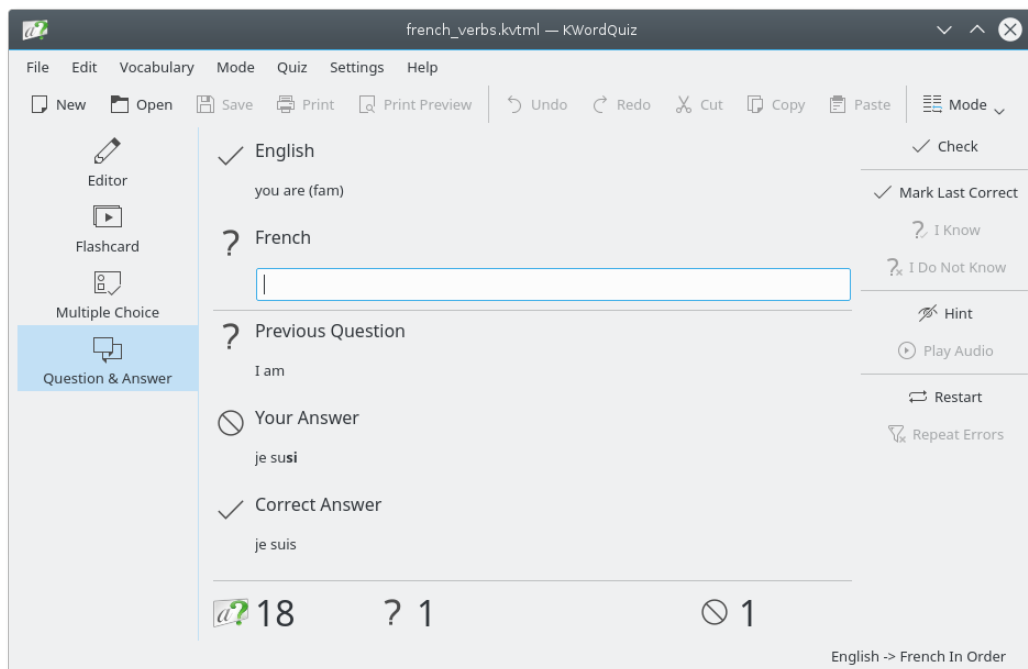 french_verbs.kvtml — KWordQuiz
File Edit Vocabulary Mode Quiz Settings Help
New Open Save Print Print Preview Undo Redo Cut Copy Paste Mode
Editor
Flashcard
Multiple Choice
Question & Answer
English
you are (fam)
French
Previous Question
I am
Your Answer
je susi
Correct Answer
je suis
a? 18 ? 1 1
Check
Mark Last Correct
I Know
I Do Not Know
Hint
Play Audio
Restart
Repeat Errors
English -> French In Order